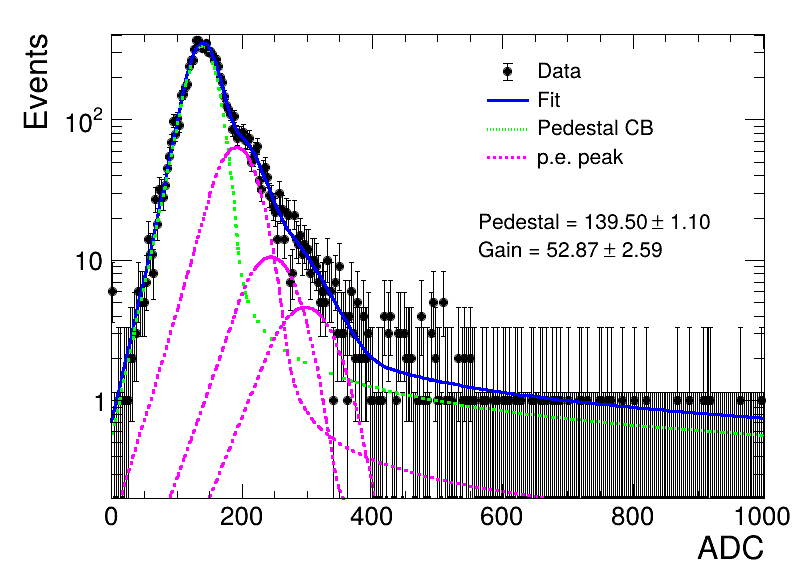 Events
Data
Fit
Pedestal CB
p.e. peak
Pedestal = 139.50 ± 1.10
Gain = 52.87 ± 2.59
10²
10
1
0 200 400 600 800 1000
ADC